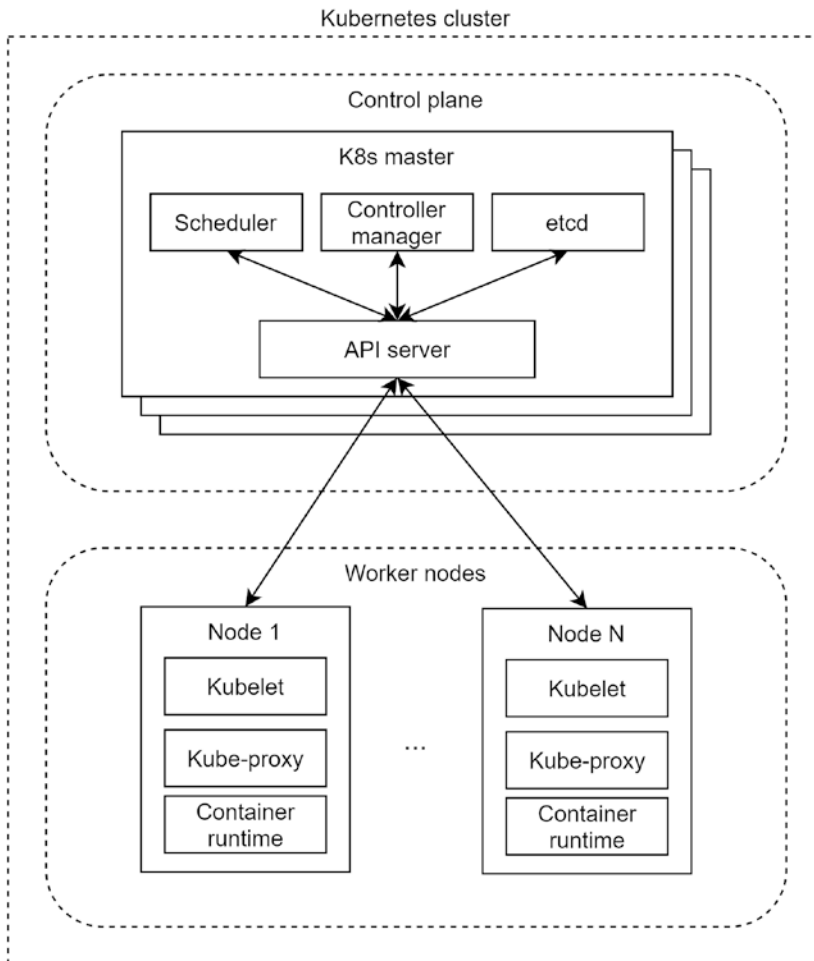 Kubernetes cluster
Control plane
K8s master
Scheduler
Controller
manager
etcd
API server
Worker nodes
Node 1
Kubelet
Kube-proxy
Container
runtime
...
Node N
Kubelet
Kube-proxy
Container
runtime